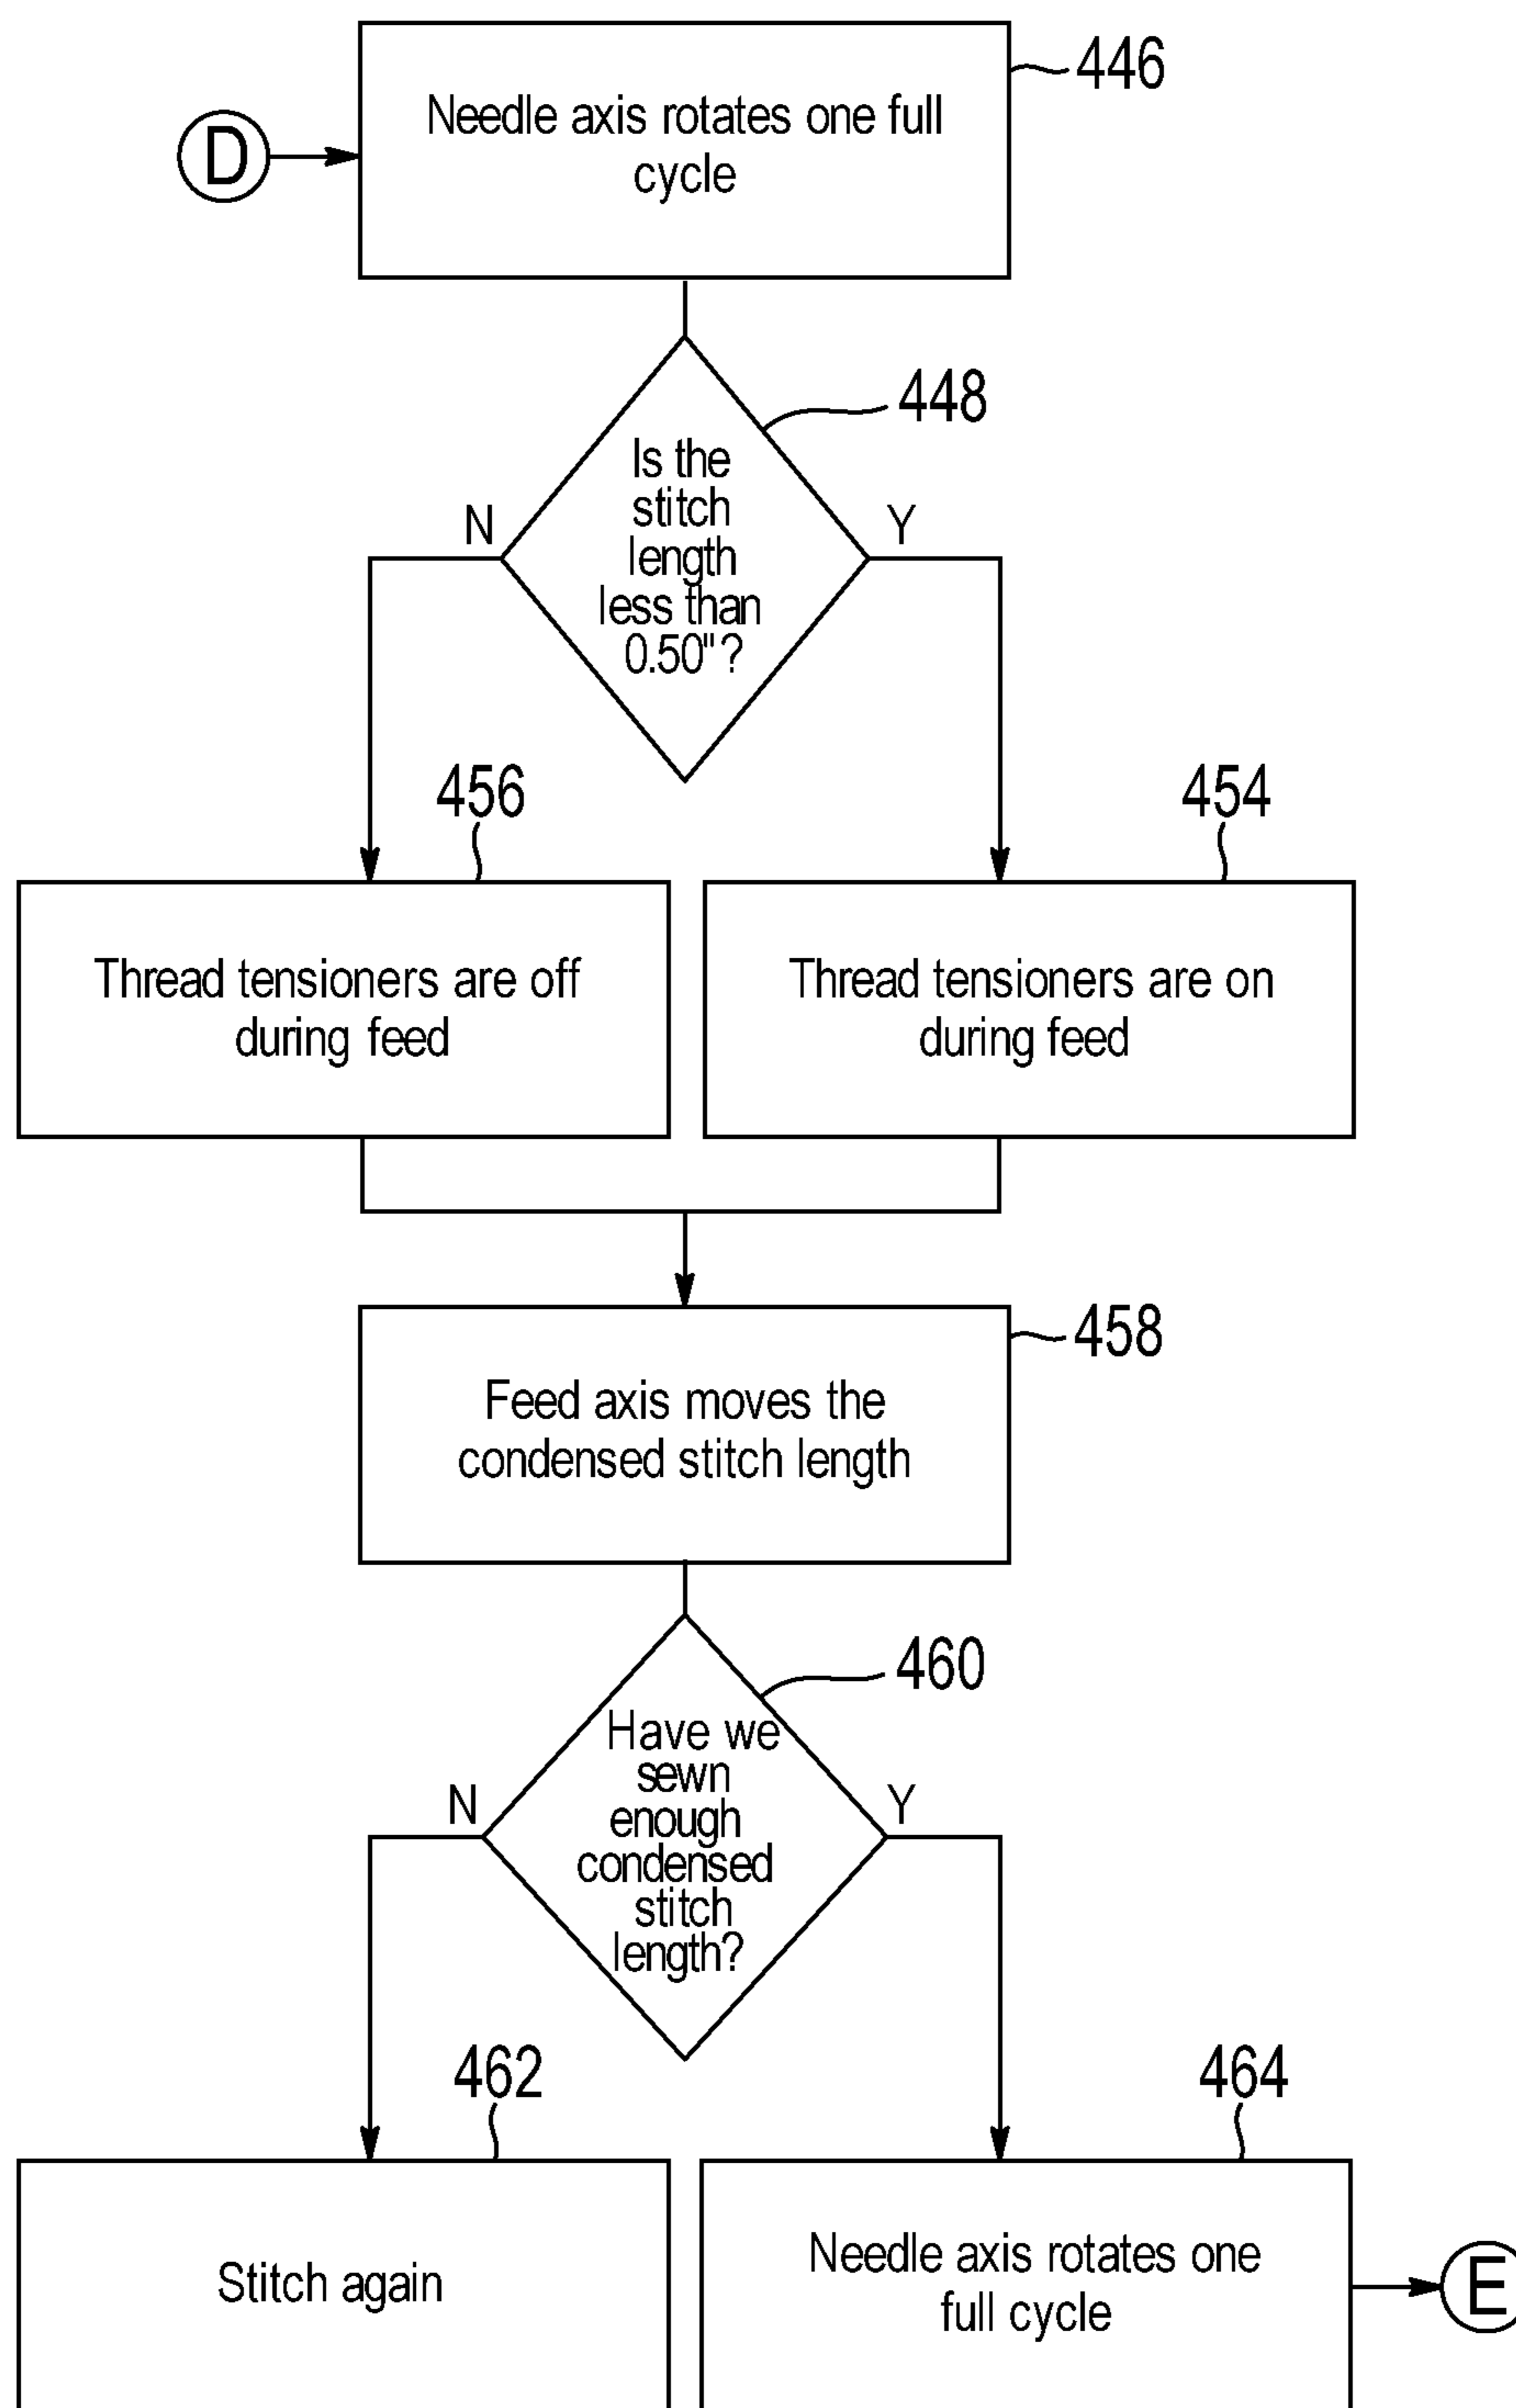 446
D
Needle axis rotates one full
cycle
448
Is the
stitch
length
less than
0.50"?
N
Y
456
454
Thread tensioners are off
during feed
Thread tensioners are on
during feed
458
Feed axis moves the
condensed stitch length
460
Have we
sewn
enough
condensed
stitch
length?
N
Y
462
464
Stitch again
Needle axis rotates one
full cycle
E